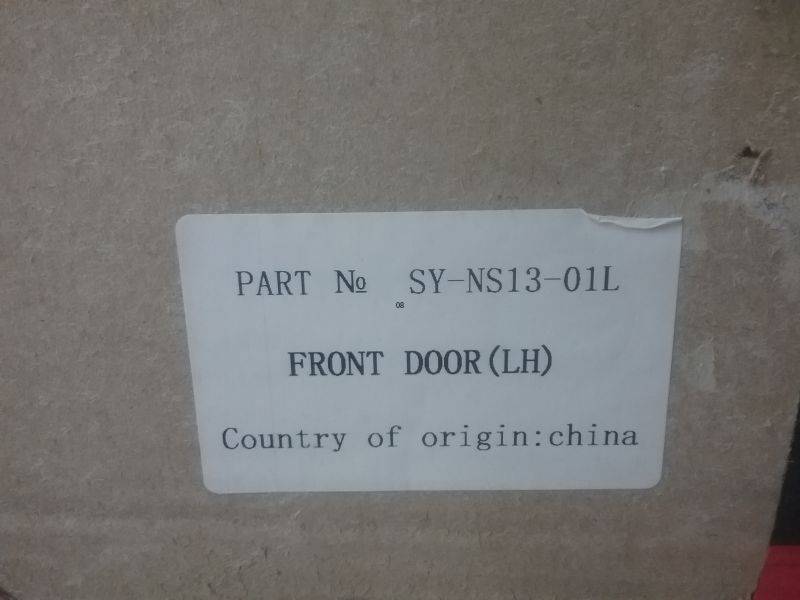 PART № SY-NS13-01L
08
FRONT DOOR(LH)
Country of origin:china